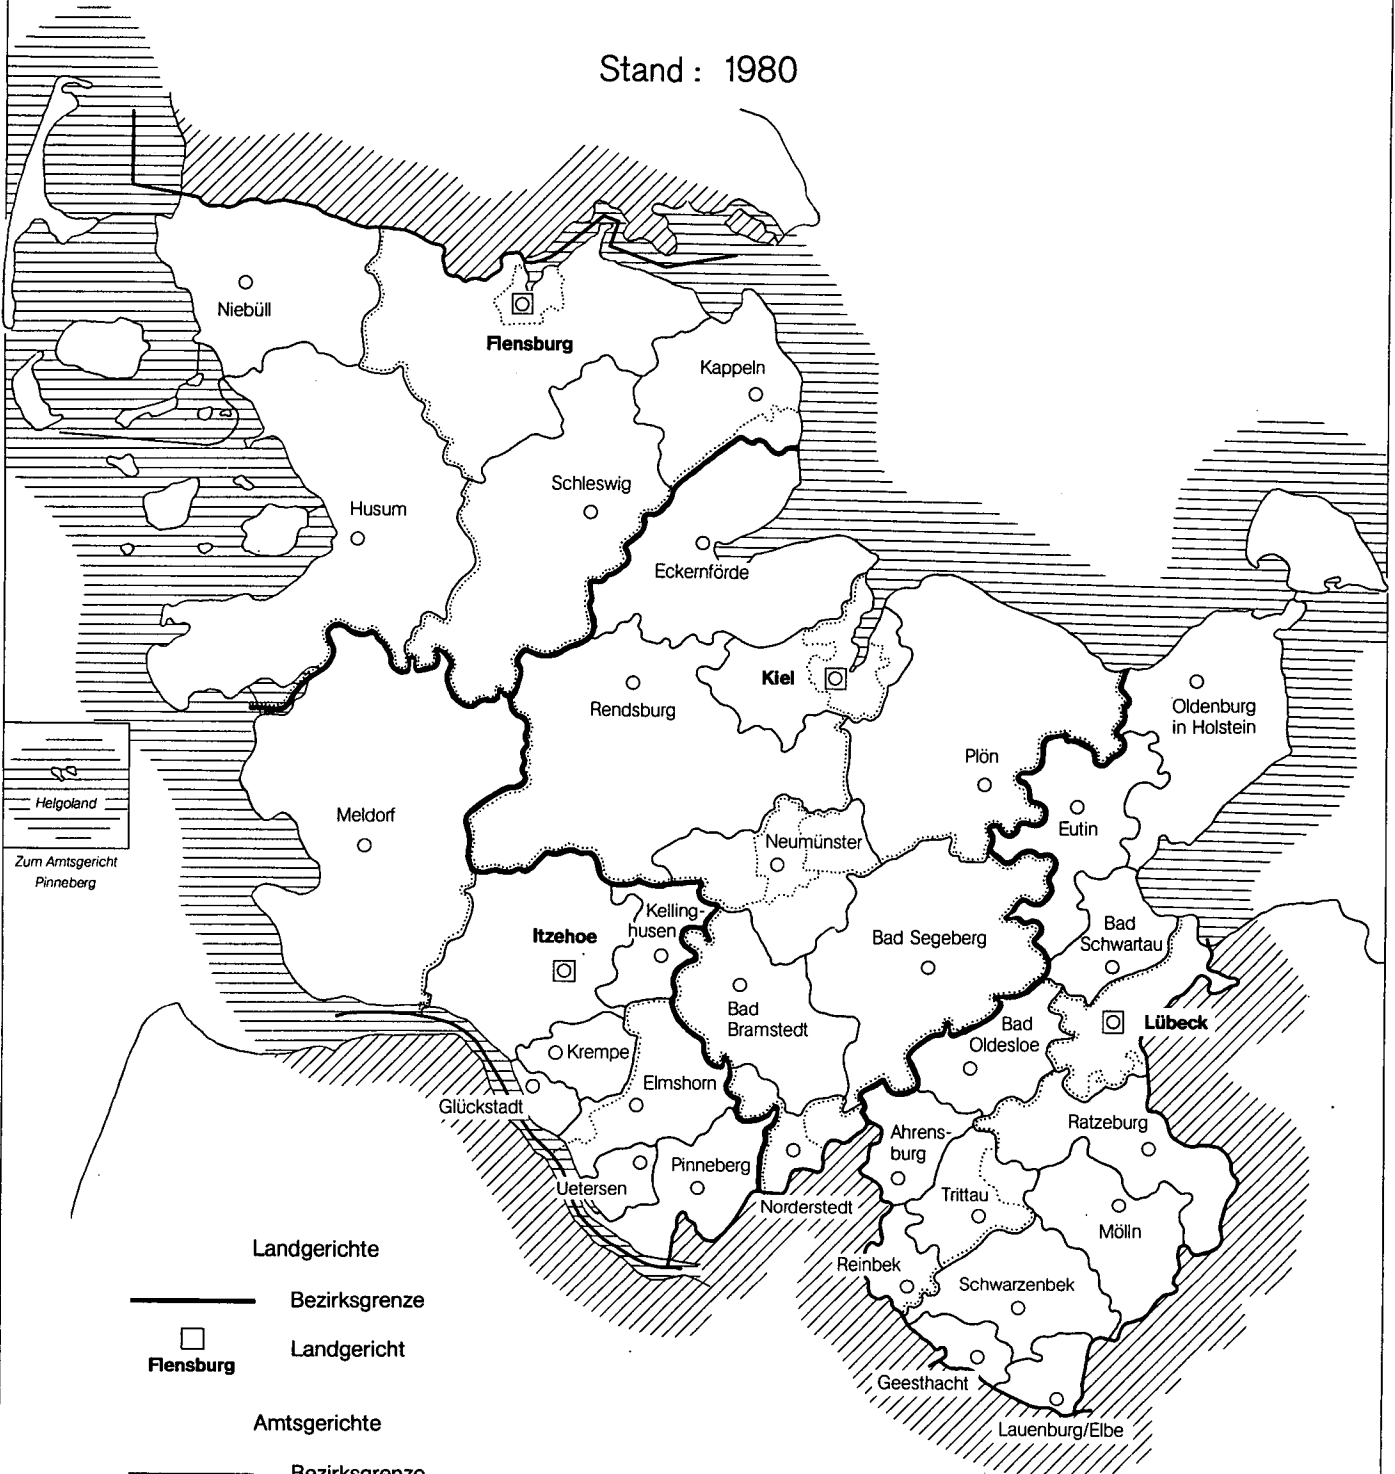 Stand : 1980
Niebüll
Flensburg
Kappeln
Schleswig
Husum
Eckernförde
Kiel
Rendsburg
Oldenburg
in Holstein
Plön
Helgoland
Meldorf
Eutin
Neumünster
Zum Amtsgericht
Pinneberg
Kelling-
husen
Itzehoe
Bad Segeberg
Bad
Schwartau
Bad
Bramstedt
Lübeck
Bad
Oldesloe
Krempe
Elmshorn
Glückstadt
Ratzeburg
Ahrens-
burg
Pinneberg
Uetersen
Trittau
Norderstedt
Mölln
Reinbek
Schwarzenbek
Geesthacht
Lauenburg/Elbe
Landgerichte
Bezirksgrenze
Landgericht
Flensburg
Amtsgerichte
Bezirksgrenze